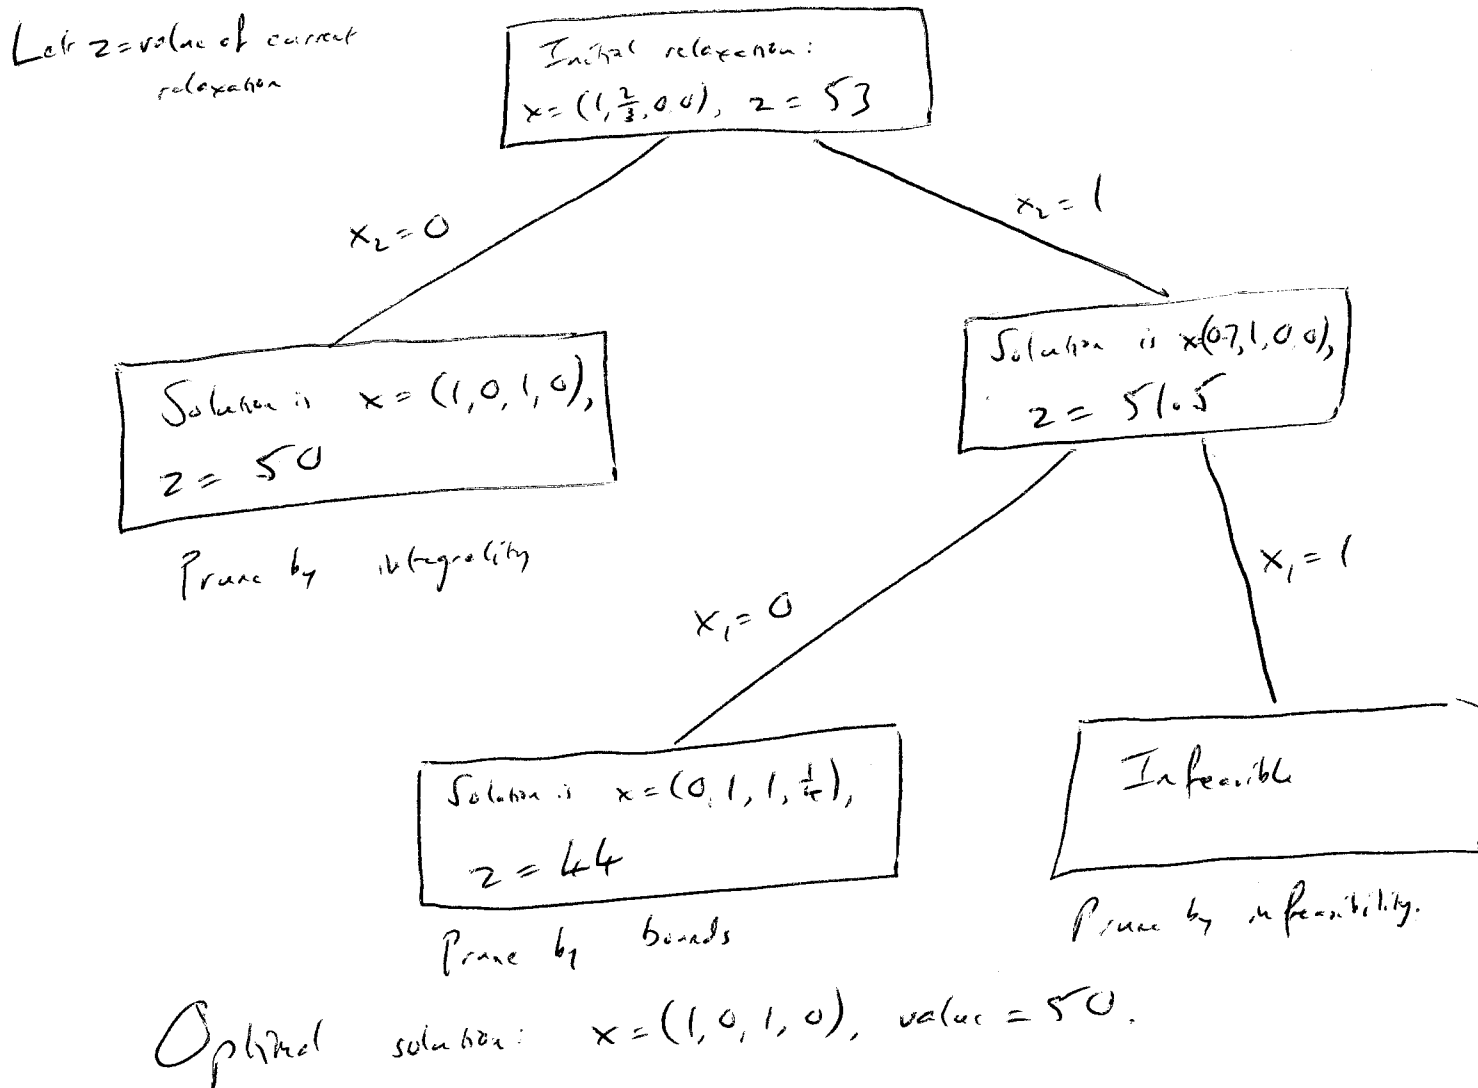 Let z = value of current
relaxation
Initial relaxation:
x = (1, 2/3, 0, 0), z = 53
x₂ = 0
x₂ = 1
Solution is x = (1, 0, 1, 0),
z = 50
Prune by integrality
Solution is x=(0.7, 1, 0, 0),
z = 51.5
x₁ = 0
x₁ = 1
Solution is x = (0, 1, 1, 1/4),
z = 44
Prune by bounds
Infeasible
Prune by infeasibility.
Optimal solution: x = (1, 0, 1, 0), value = 50.